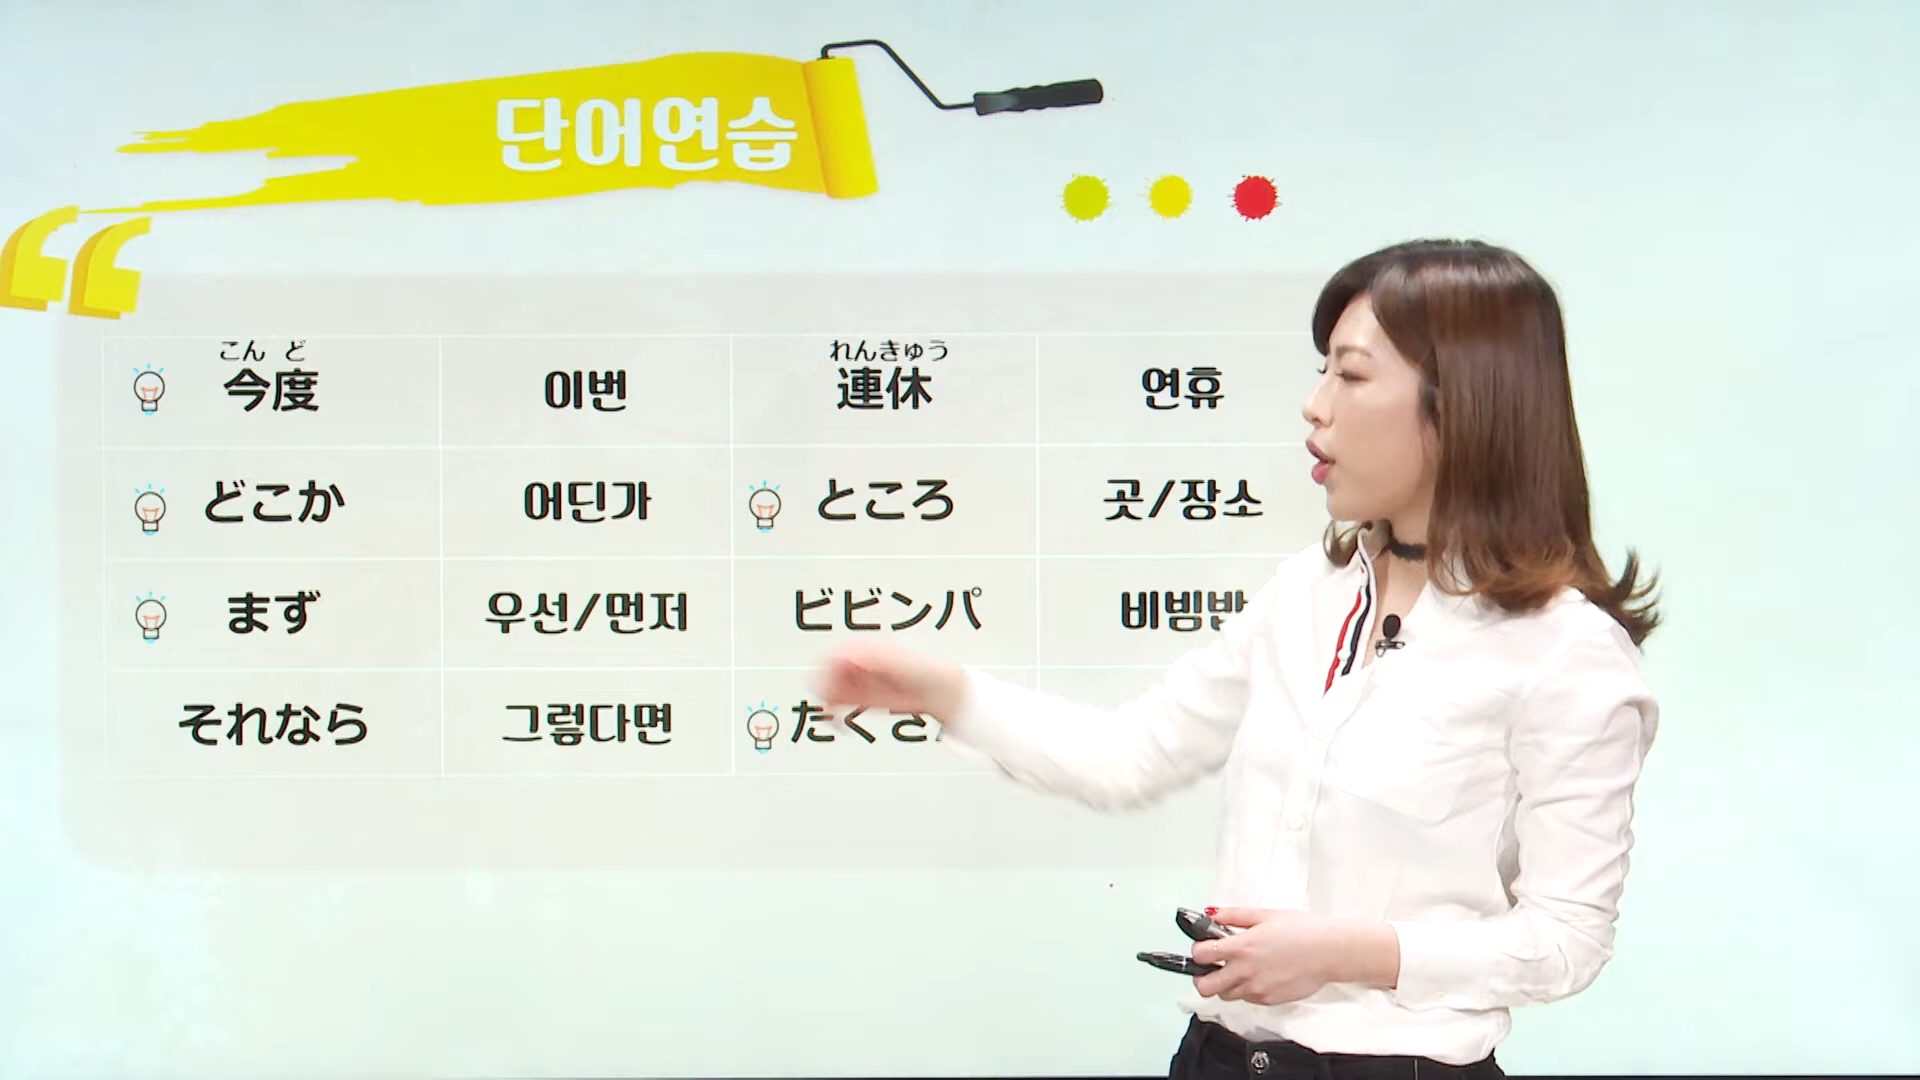 단어연습
こん ど
今度 이번
れんきゅう
連休 연휴
どこか 어딘가 ところ 곳/장소
まず 우선/먼저 ビビンパ 비빔밥
それなら 그렇다면